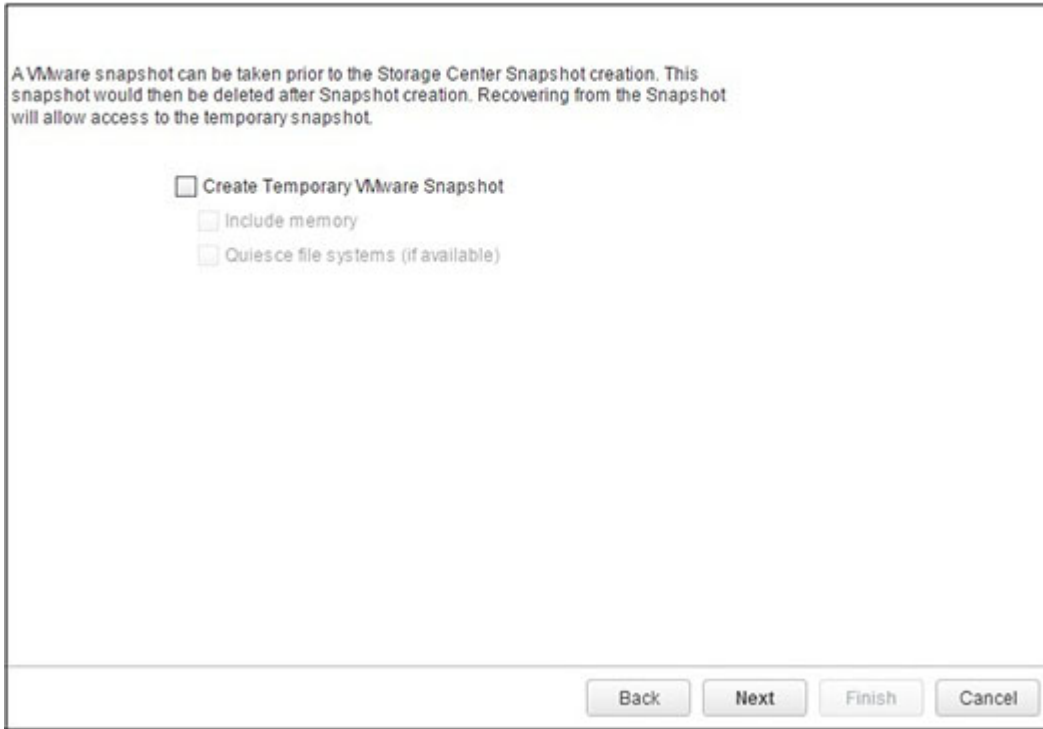 A VMware snapshot can be taken prior to the Storage Center Snapshot creation. This
snapshot would then be deleted after Snapshot creation. Recovering from the Snapshot
will allow access to the temporary snapshot.
Create Temporary VMware Snapshot
Include memory
Quiesce file systems (if available)
Back Next Finish Cancel